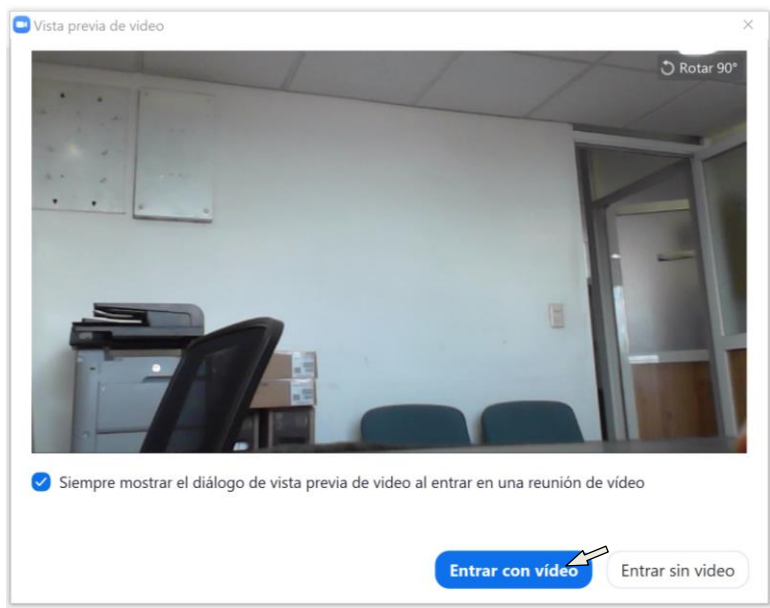 Vista previa de video
Rotar 90°
Siempre mostrar el diálogo de vista previa de video al entrar en una reunión de vídeo
Entrar con vídeo
Entrar sin video